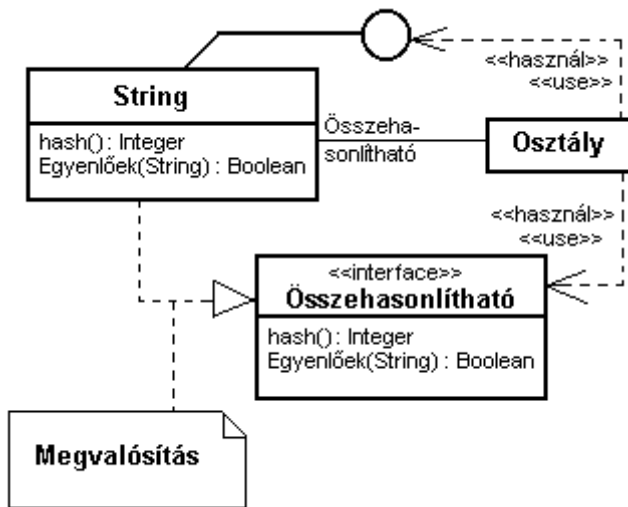 <<használ>>
<<use>>
String
hash() : Integer
Egyenlőek(String) : Boolean
Összeha-
sonlítható
Osztály
<<használ>>
<<use>>
<<interface>>
Összehasonlítható
hash() : Integer
Egyenlőek(String) : Boolean
Megvalósítás